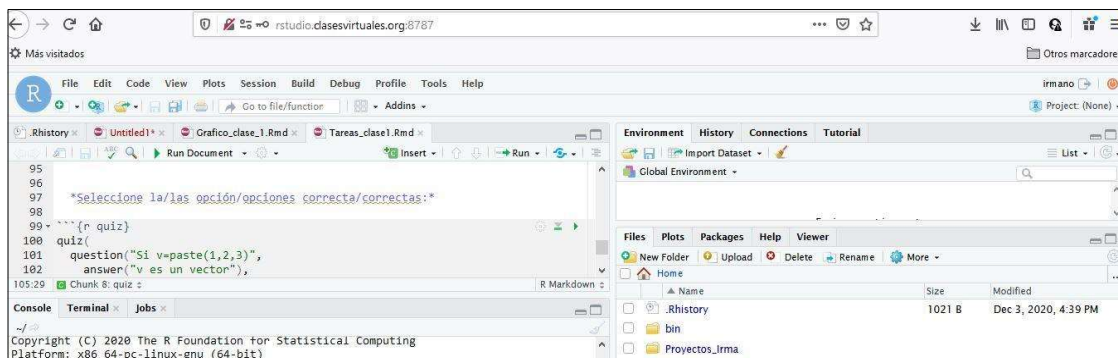 rstudio.clasesvirtuales.org:8787
Más visitados
Otros marcadore
R
File Edit Code View Plots Session Build Debug Profile Tools Help
irmano
Go to file/function
Addins
Project: (None)
.Rhistory
Untitled1*
Grafico_clase_1.Rmd
Tareas_clase1.Rmd
Run Document
Insert
Run
95
96
97 *Seleccione la/las opción/opciones correcta/correctas:*
98
99 ```{r quiz}
100 quiz(
101 question("Si v=paste(1,2,3)",
102 answer("v es un vector"),
105:29 Chunk 8: quiz
R Markdown
Console Terminal Jobs
~/
Copyright (C) 2020 The R Foundation for Statistical Computing
Platform: x86_64-pc-linux-gnu (64-bit)
Environment History Connections Tutorial
Import Dataset
List
Global Environment
Files Plots Packages Help Viewer
New Folder Upload Delete Rename More
Home
Name Size Modified
.Rhistory 1021 B Dec 3, 2020, 4:39 PM
bin
Proyectos_Irma